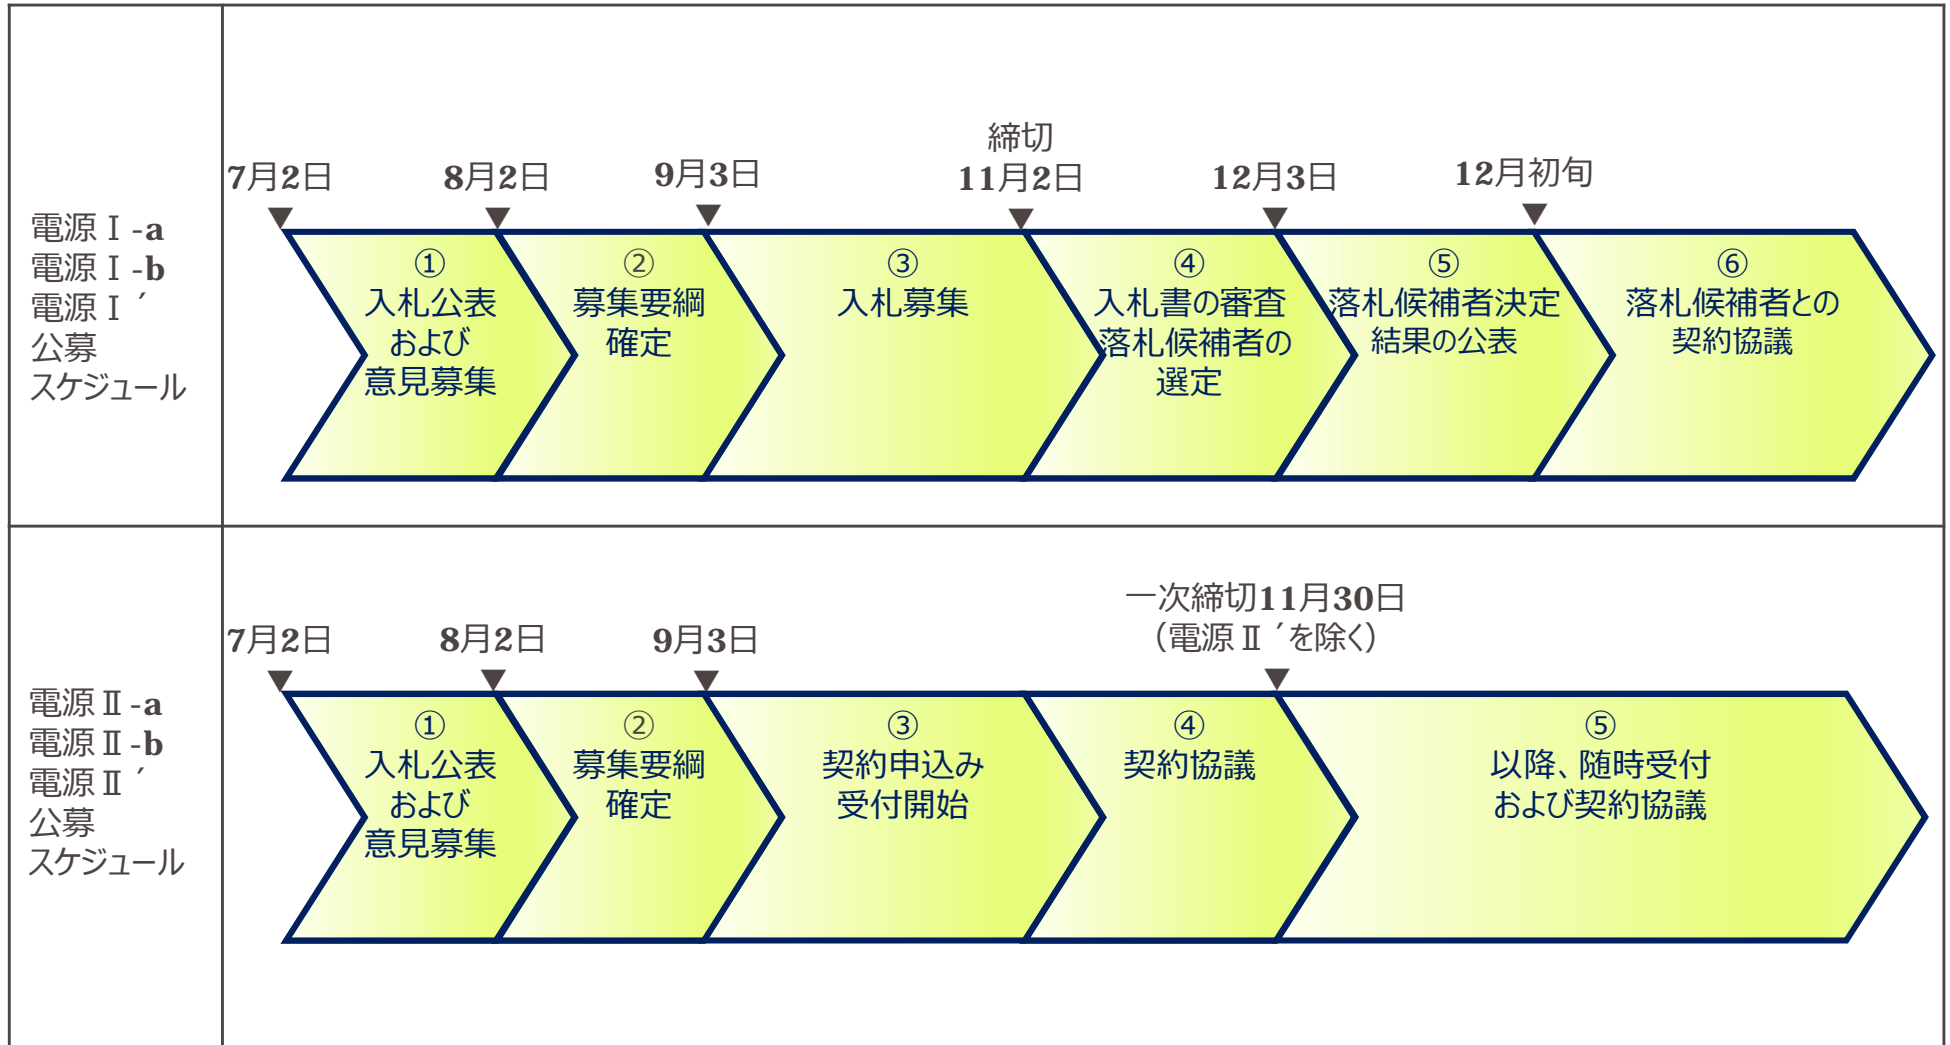 電源Ⅰ-a
電源Ⅰ-b
電源Ⅰ´
公募
スケジュール
7月2日
8月2日
9月3日
締切
11月2日
12月3日
12月初旬
①
入札公表
および
意見募集
②
募集要綱
確定
③
入札募集
④
入札書の審査
落札候補者の
選定
⑤
落札候補者決定
結果の公表
⑥
落札候補者との
契約協議
電源Ⅱ-a
電源Ⅱ-b
電源Ⅱ´
公募
スケジュール
7月2日
8月2日
9月3日
一次締切11月30日
（電源Ⅱ´を除く）
①
入札公表
および
意見募集
②
募集要綱
確定
③
契約申込み
受付開始
④
契約協議
⑤
以降、随時受付
および契約協議